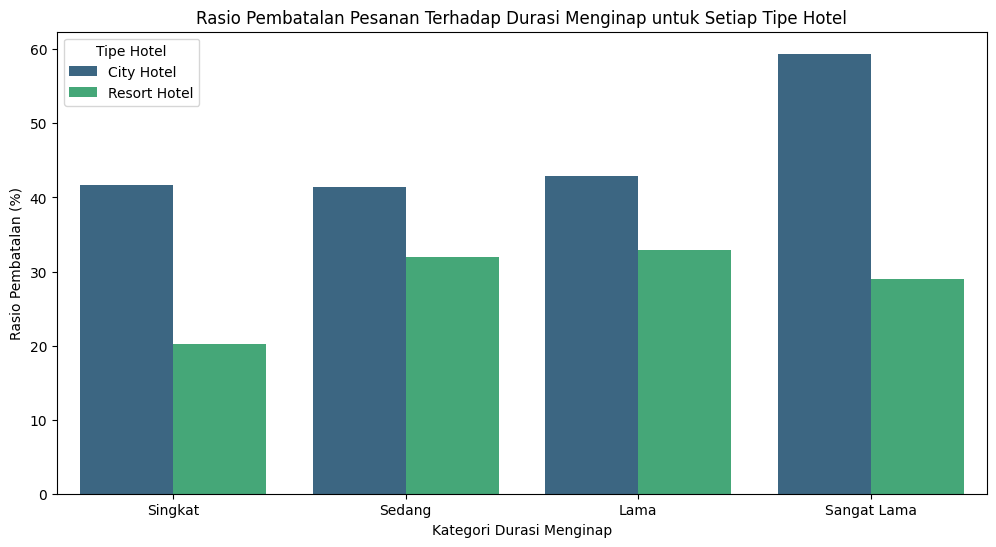 Rasio Pembatalan Pesanan Terhadap Durasi Menginap untuk Setiap Tipe Hotel
Tipe Hotel
City Hotel
Resort Hotel
Rasio Pembatalan (%)
60
50
40
30
20
10
0
Singkat Sedang Lama Sangat Lama
Kategori Durasi Menginap